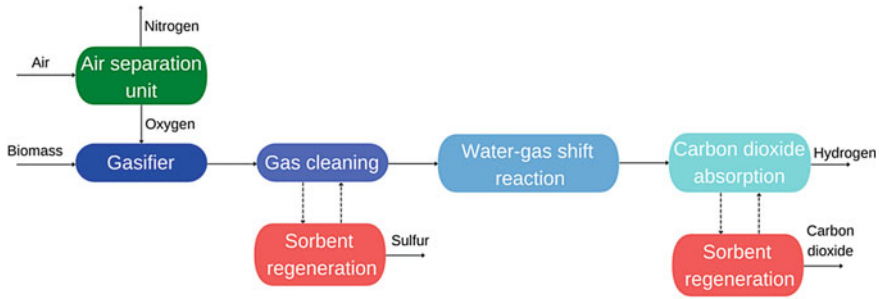 Nitrogen
Air
Air separation
unit
Oxygen
Biomass
Gasifier
Gas cleaning
Water-gas shift
reaction
Carbon dioxide
absorption
Hydrogen
Sorbent
regeneration
Sulfur
Sorbent
regeneration
Carbon
dioxide